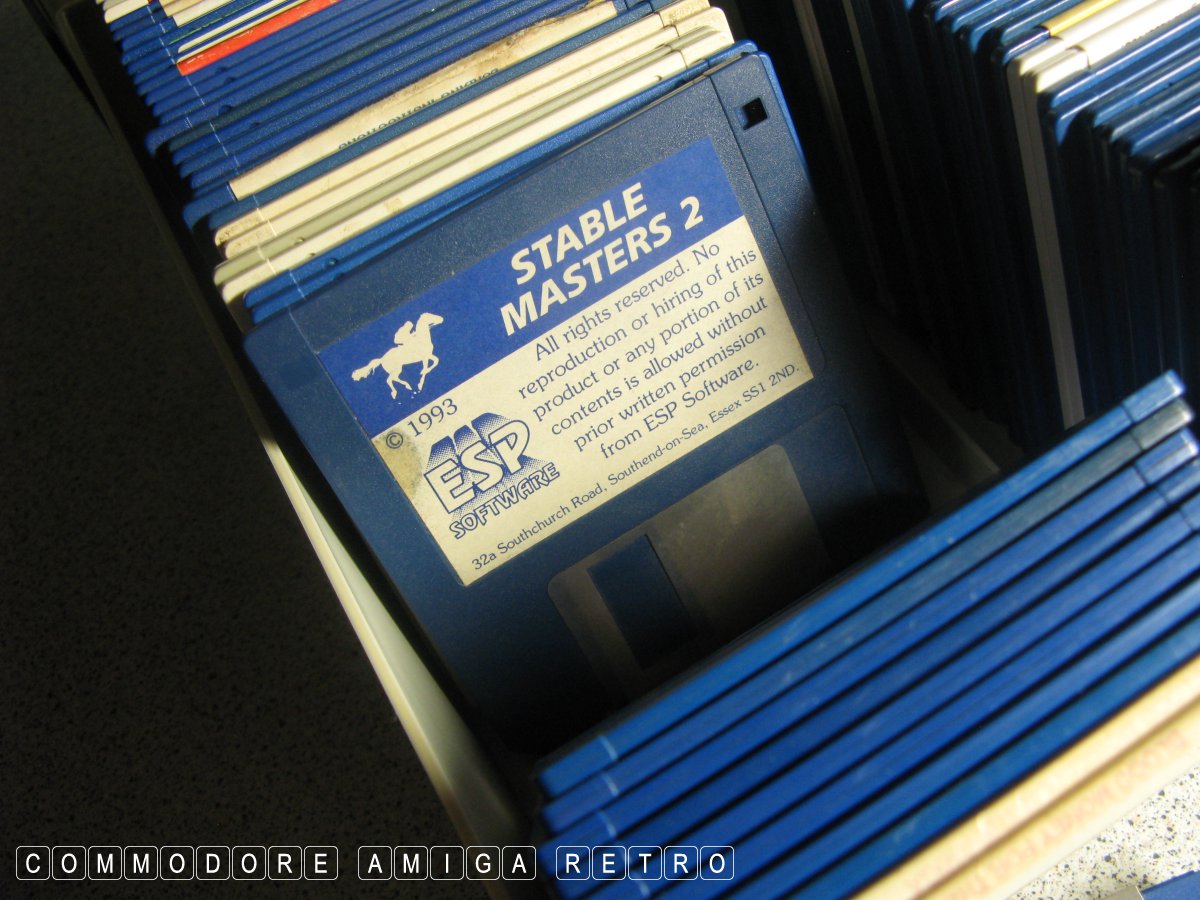 STABLE
MASTERS 2
© 1993
All rights reserved. No
reproduction or hiring of this
product or any portion of its
contents is allowed without
prior written permission
from ESP Software.
ESP
SOFTWARE
32a Southchurch Road, Southend-on-Sea, Essex SS1 2ND.
COMMODORE AMIGA RETRO